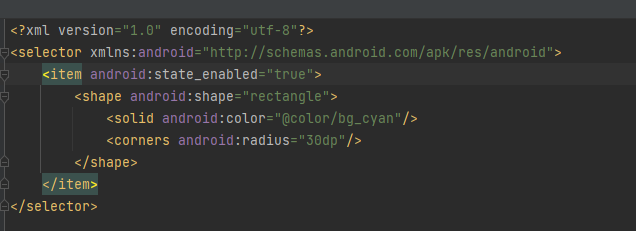 <?xml version="1.0" encoding="utf-8"?>
<selector xmlns:android="http://schemas.android.com/apk/res/android">
    <item android:state_enabled="true">
        <shape android:shape="rectangle">
            <solid android:color="@color/bg_cyan"/>
            <corners android:radius="30dp"/>
        </shape>
    </item>
</selector>